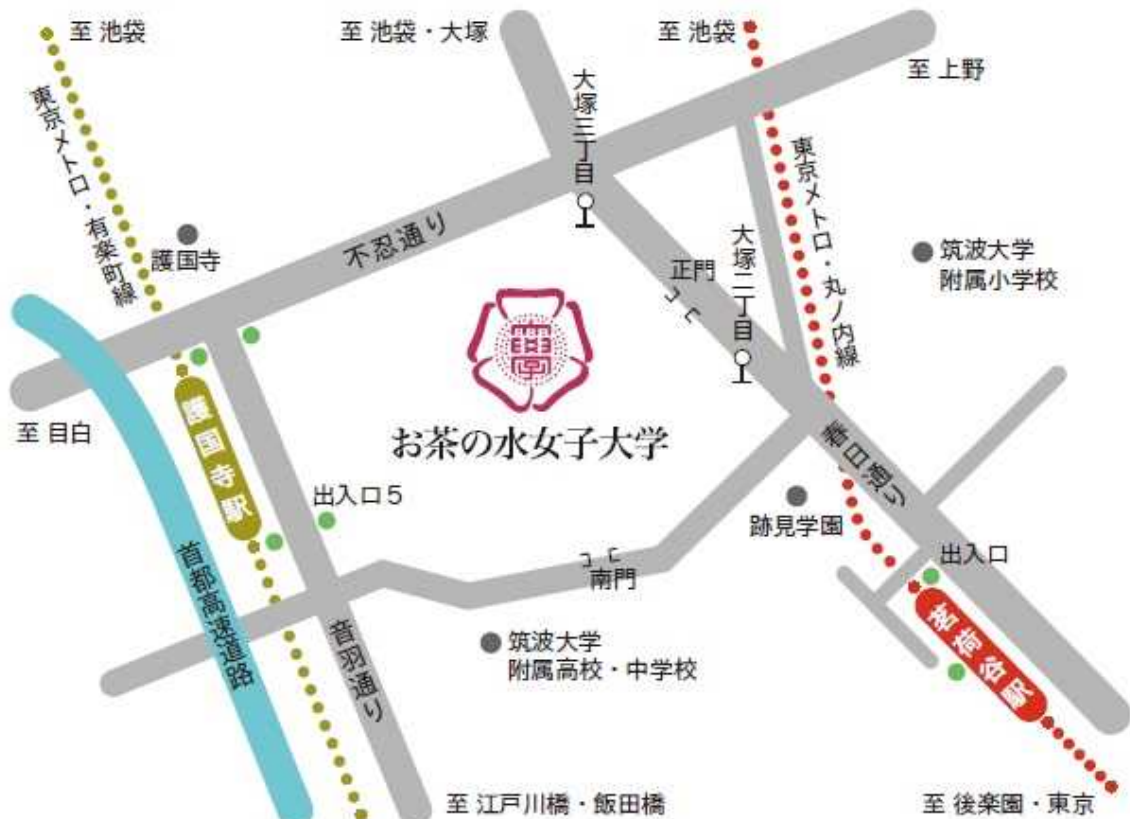 至 池袋
至 池袋・大塚
至 池袋
至 上野
東京メトロ・有楽町線
大塚三丁目
東京メトロ・丸ノ内線
護国寺
不忍通り
正門
大塚二丁目
筑波大学
附属小学校
至 目白
お茶の水女子大学
護国寺駅
出入口5
春日通り
跡見学園
出入口
首都高速道路
南門
茗荷谷駅
音羽通り
筑波大学
附属高校・中学校
至 江戸川橋・飯田橋
至 後楽園・東京